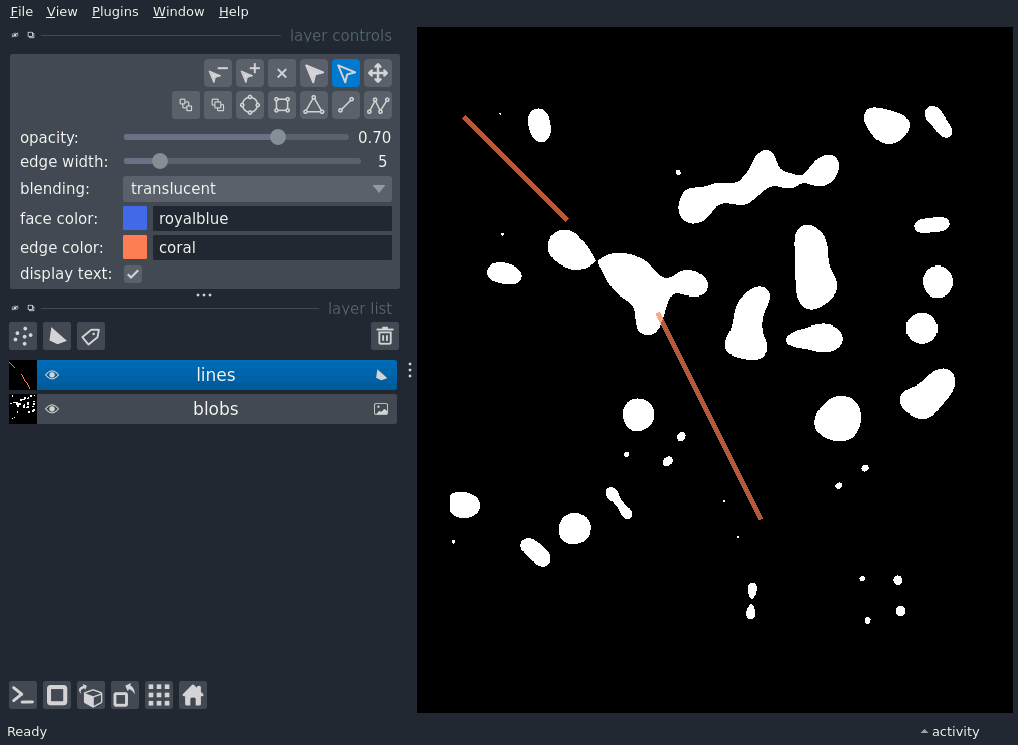 File View Plugins Window Help
layer controls
opacity: 0.70
edge width: 5
blending: translucent
face color: royalblue
edge color: coral
display text:
layer list
lines
blobs
Ready
activity